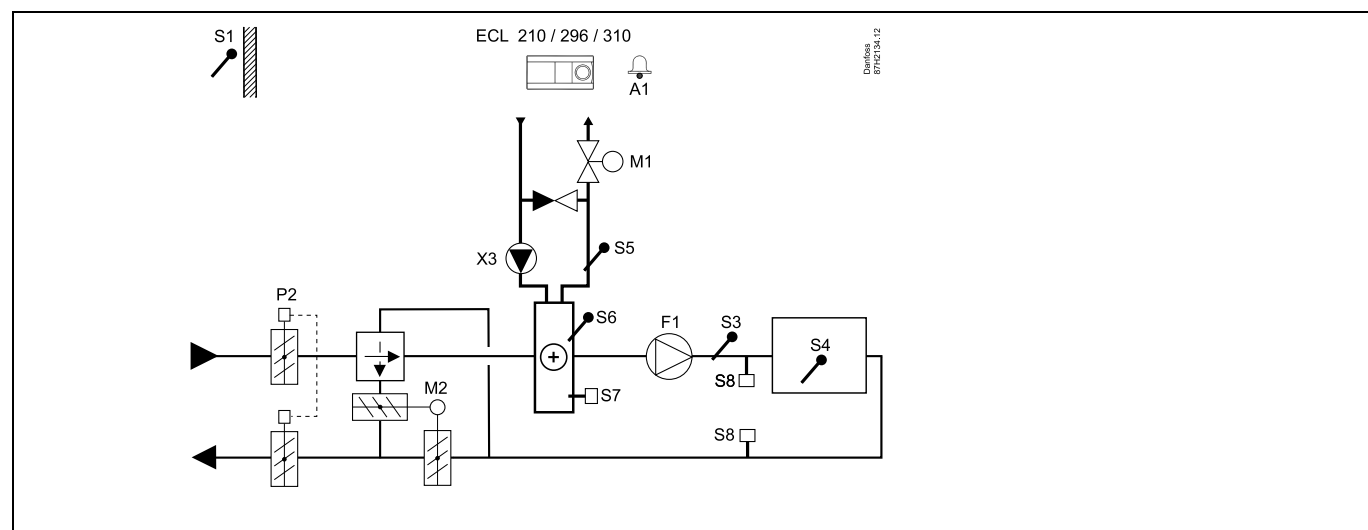 S1
ECL 210 / 296 / 310
A1
Danfoss
87H2134.12
M1
X3
S5
P2
S6
F1
S3
S4
S8
M2
S7
S8